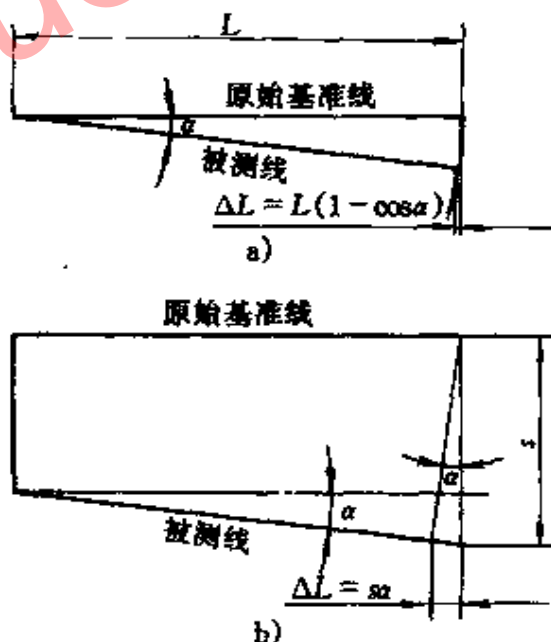 L
原始基准线
α
被测线
ΔL = L(1-cosα)
a)
原始基准线
s
α
α
被测线
ΔL = sα
b)